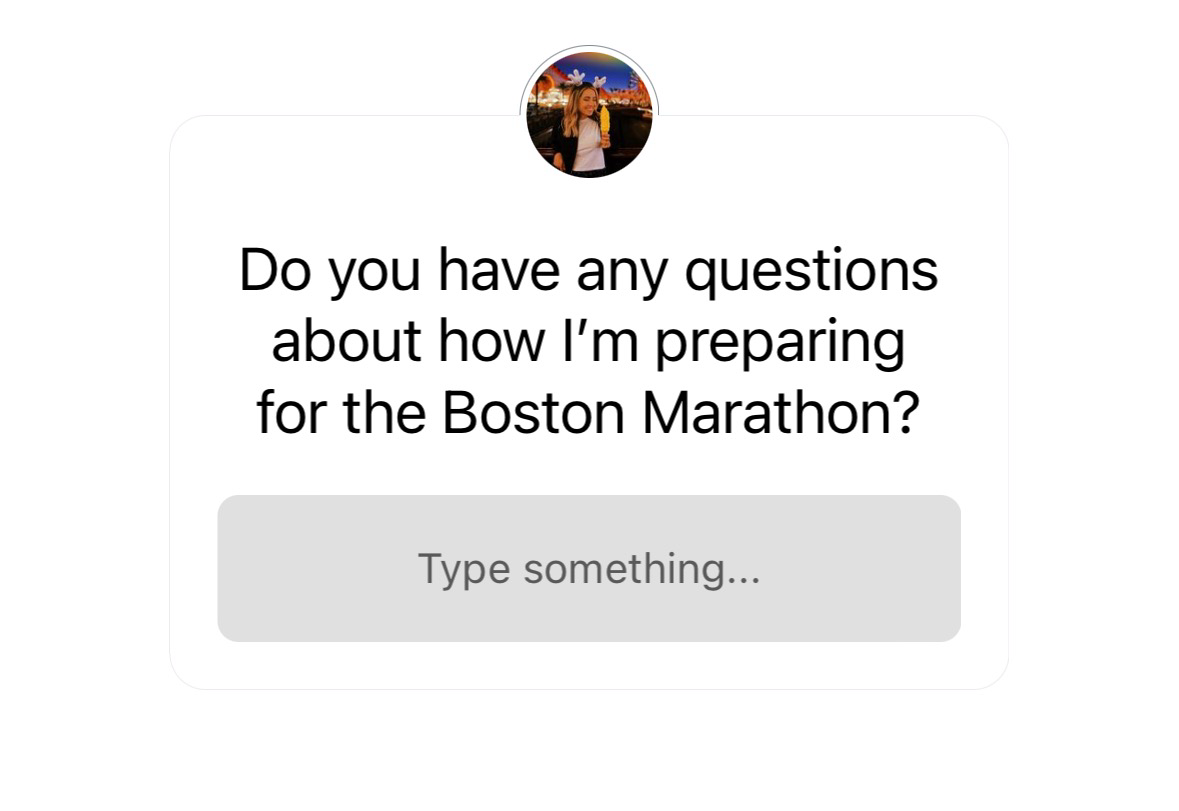 Do you have any questions
about how I’m preparing
for the Boston Marathon?
Type something...